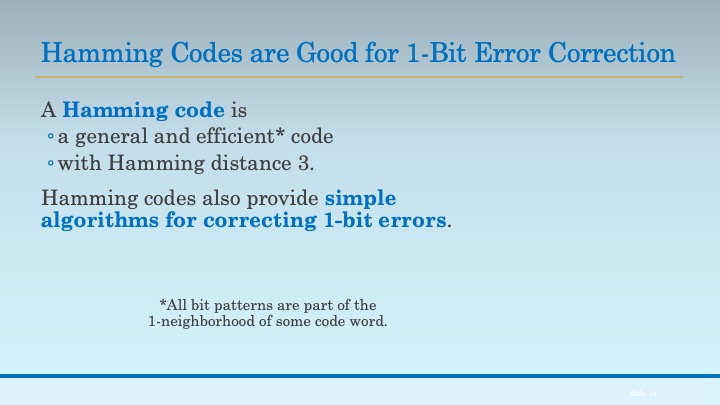 Hamming Codes are Good for 1-Bit Error Correction
A Hamming code is
◦ a general and efficient* code
◦ with Hamming distance 3.
Hamming codes also provide simple
algorithms for correcting 1-bit errors.
*All bit patterns are part of the
1-neighborhood of some code word.
slide 14